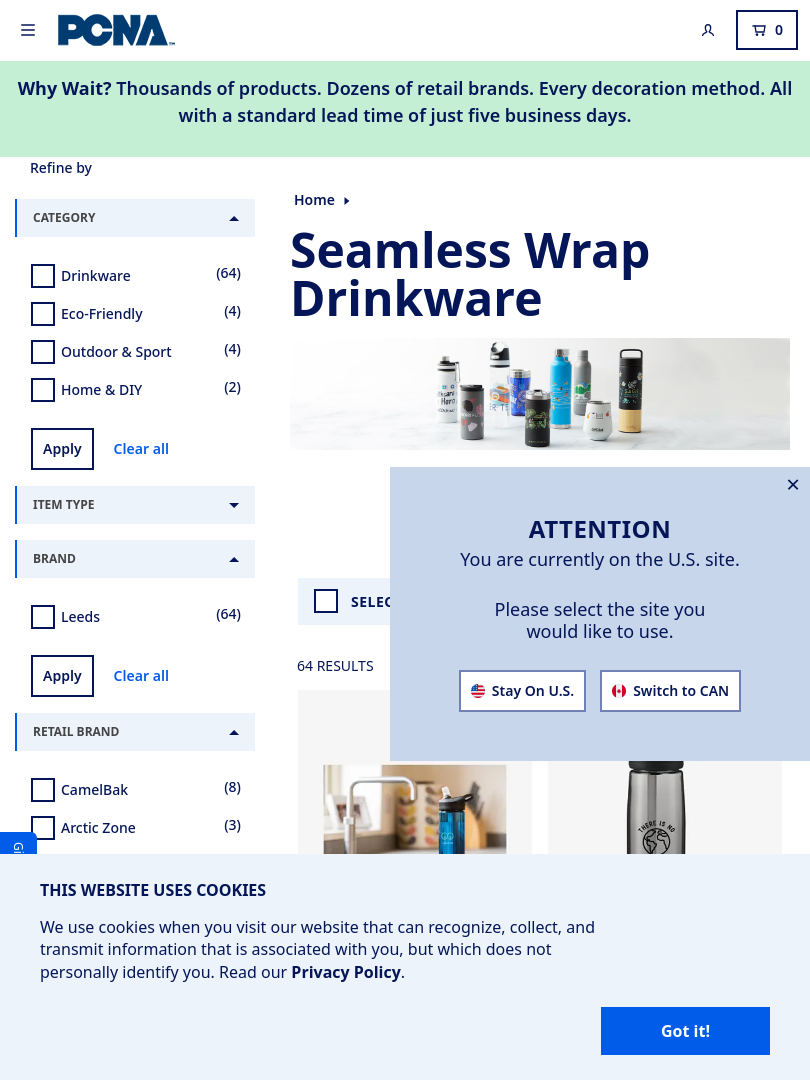 PCNA
0
Why Wait? Thousands of products. Dozens of retail brands. Every decoration method. All
with a standard lead time of just five business days.
Refine by
CATEGORY
Drinkware (64)
Eco-Friendly (4)
Outdoor & Sport (4)
Home & DIY (2)
Apply Clear all
ITEM TYPE
BRAND
Leeds (64)
Apply Clear all
RETAIL BRAND
CamelBak (8)
Arctic Zone (3)
Home
Seamless Wrap
Drinkware
64 RESULTS
THERE IS NO
ATTENTION
You are currently on the U.S. site.
Please select the site you
would like to use.
Stay On U.S. Switch to CAN
THIS WEBSITE USES COOKIES
We use cookies when you visit our website that can recognize, collect, and
transmit information that is associated with you, but which does not
personally identify you. Read our Privacy Policy.
Got it!